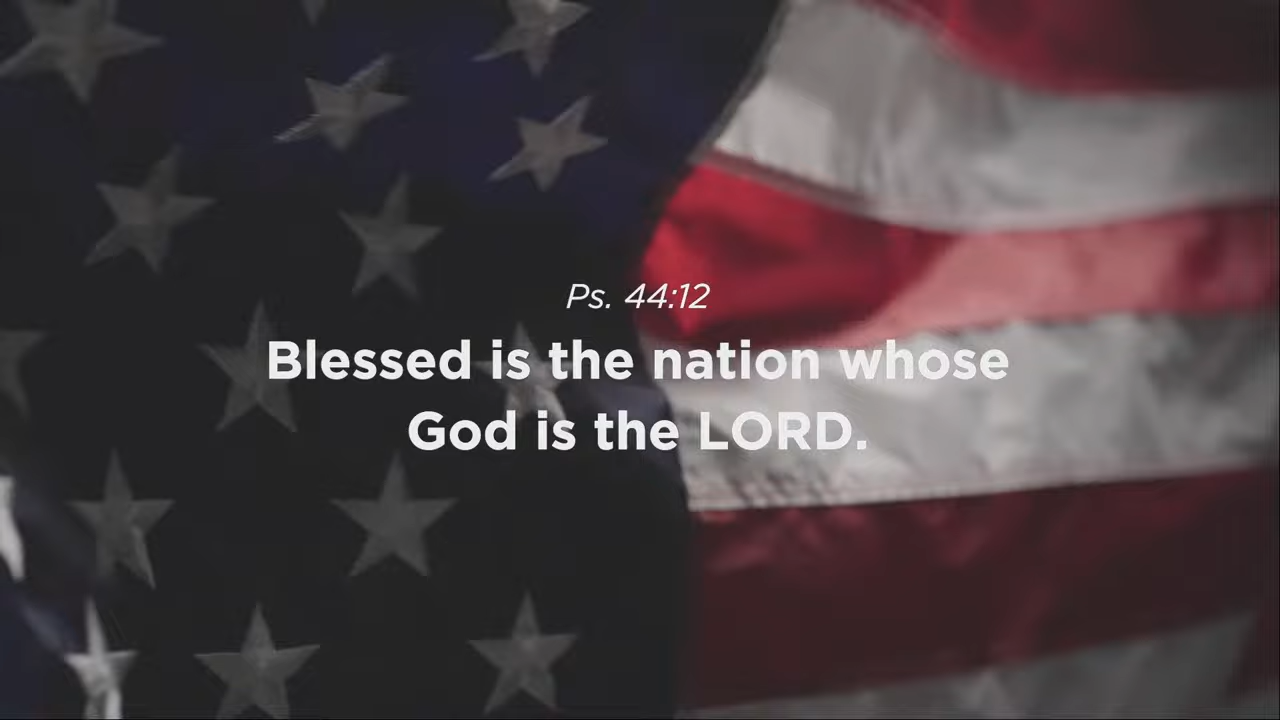 Ps. 44:12
Blessed is the nation whose
God is the LORD.